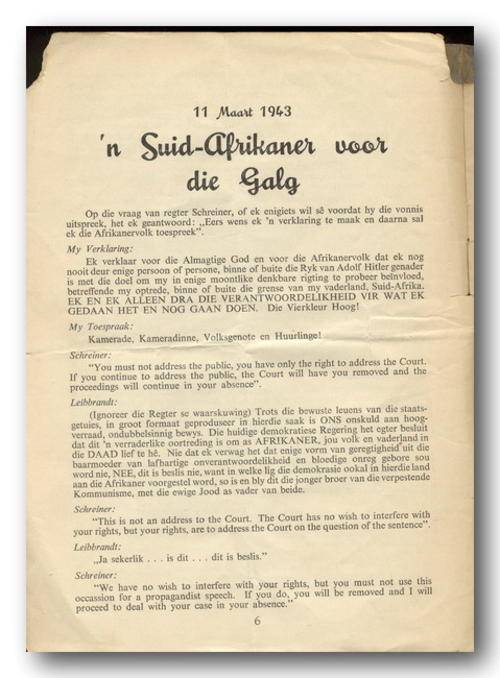 11 Maart 1943
'n Suid-Afrikaner voor
die Galg
Op die vraag van regter Schreiner, of ek enigiets wil sê voordat hy die vonnis
uitspreek, het ek geantwoord: „Eers wens ek 'n verklaring te maak en daarna sal
ek die Afrikanervolk toespreek".
My Verklaring:
Ek verklaar voor die Almagtige God en voor die Afrikanervolk dat ek nog
nooit deur enige persoon of persone, binne of buite die Ryk van Adolf Hitler genader
is met die doel om my in enige moontlike denkbare rigting te probeer beïnvloed,
betreffende my optrede, binne of buite die grense van my vaderland, Suid-Afrika.
EK EN EK ALLEEN DRA DIE VERANTWOORDELIKHEID VIR WAT EK
GEDAAN HET EN NOG GAAN DOEN. Die Vierkleur Hoog!
My Toespraak:
Kamerade, Kameradinne, Volksgenote en Huurlinge!
Schreiner:
"You must not address the public, you have only the right to address the Court.
If you continue to address the public, the Court will have you removed and the
proceedings will continue in your absence".
Leibbrandt:
(Ignoreer die Regter se waarskuwing) Trots die bewuste leuens van die staats-
getuies, in groot formaat geproduseer in hierdie saak is ONS onskuld aan hoog-
verraad, ondubbelsinnig bewys. Die huidige demokratiese Regering het egter besluit
dat dit 'n verraderlike oortreding is om as AFRIKANER, jou volk en vaderland in
die DAAD lief te hê. Nie dat ek verwag het dat enige vorm van geregtigheid uit die
baarmoeder van lafhartige onverantwoordelikheid en bloedige onreg gebore sou
word nie, NEE, dit is beslis nie, want in welke lig die demokrasie ookal in hierdie land
aan die Afrikaner voorgestel word, so is en bly dit die jonger broer van die verpestende
Kommunisme, met die ewige Jood as vader van beide.
Schreiner:
"This is not an address to the Court. The Court has no wish to interfere with
your rights, but your rights, are to address the Court on the question of the sentence".
Leibbrandt:
„Ja sekerlik . . . is dit . . . dit is beslis."
Schreiner:
"We have no wish to interfere with your rights, but you must not use this
occassion for a propagandist speech. If you do, you will be removed and I will
proceed to deal with your case in your absence."
6